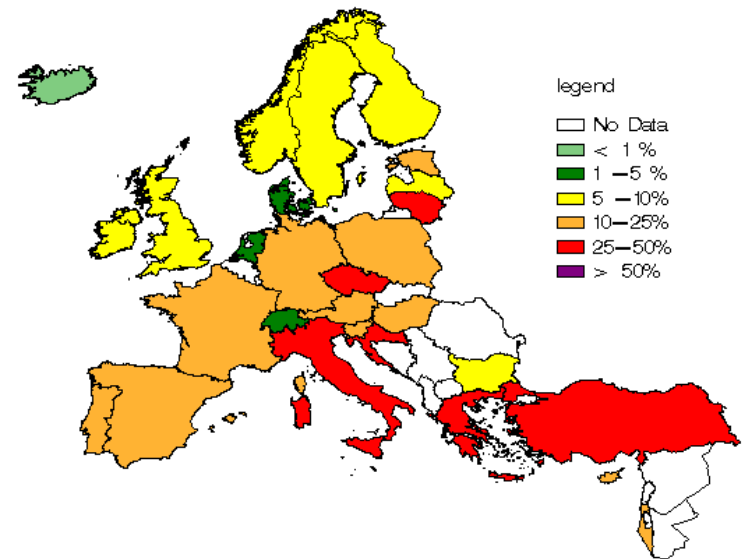 legend
No Data
< 1 %
1 –5 %
5 –10%
10–25%
25–50%
> 50%